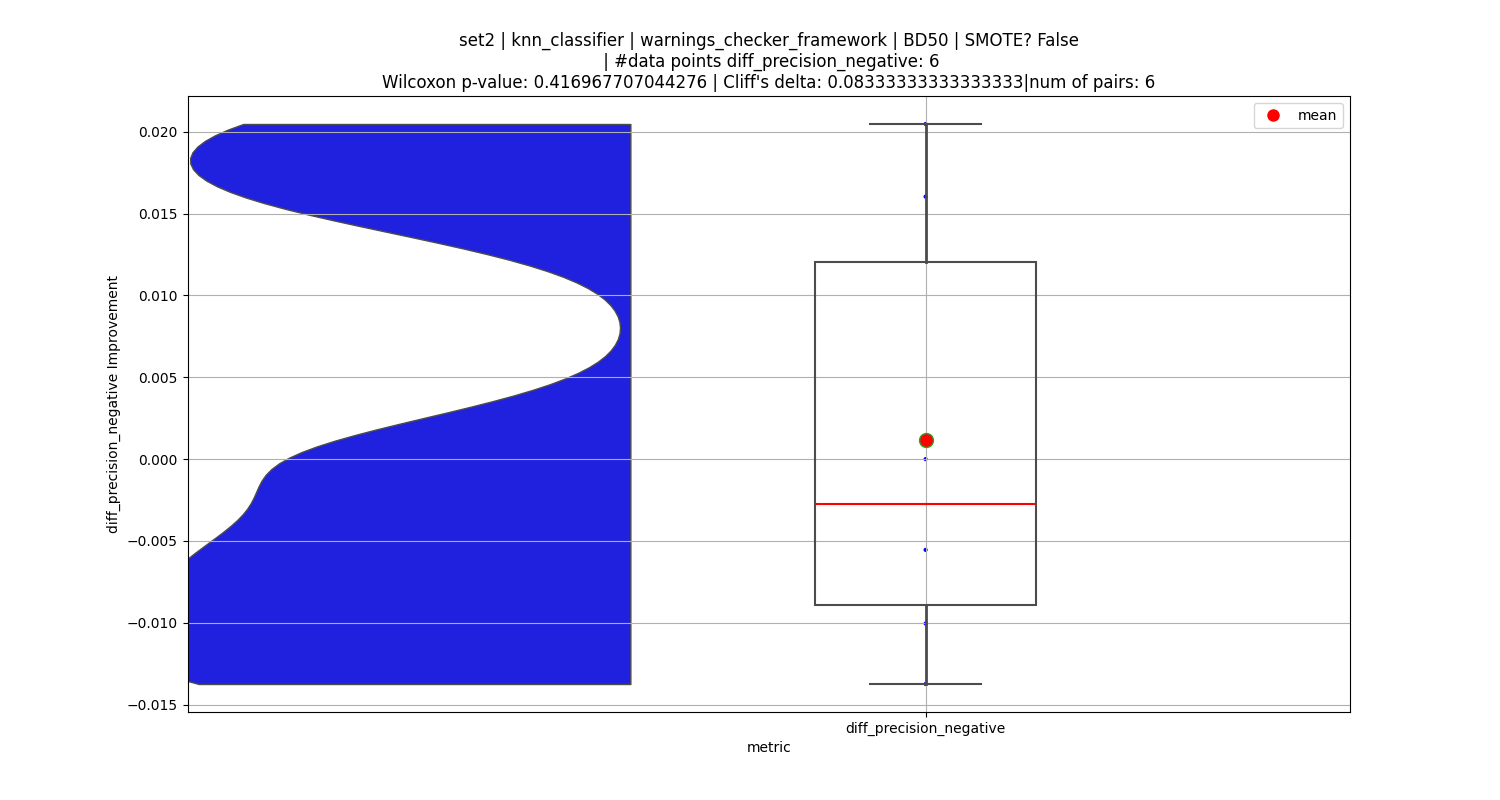 set2 | knn_classifier | warnings_checker_framework | BD50 | SMOTE? False
| #data points diff_precision_negative: 6
Wilcoxon p-value: 0.416967707044276 | Cliff's delta: 0.08333333333333333|num of pairs: 6
mean
0.020
0.015
0.010
0.005
0.000
−0.005
−0.010
−0.015
diff_precision_negative Improvement
diff_precision_negative
metric